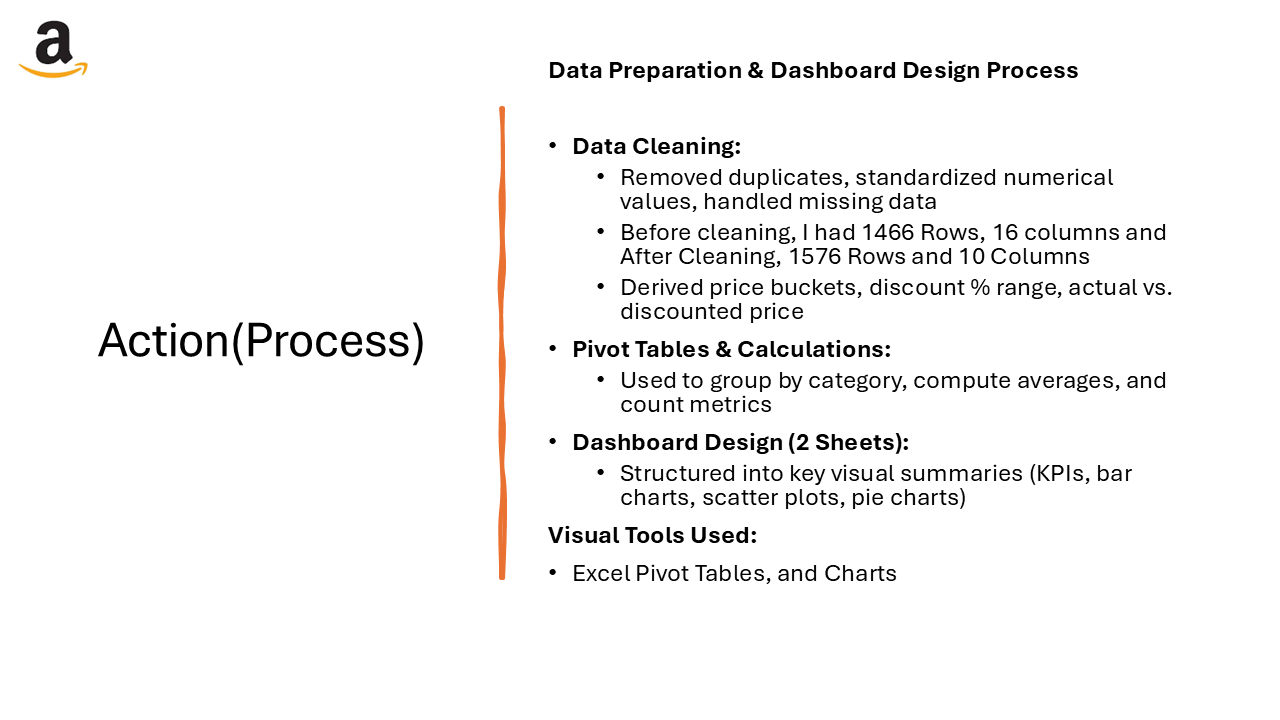 a
Data Preparation & Dashboard Design Process
Action(Process)
• Data Cleaning:
• Removed duplicates, standardized numerical
values, handled missing data
• Before cleaning, I had 1466 Rows, 16 columns and
After Cleaning, 1576 Rows and 10 Columns
• Derived price buckets, discount % range, actual vs.
discounted price
• Pivot Tables & Calculations:
• Used to group by category, compute averages, and
count metrics
• Dashboard Design (2 Sheets):
• Structured into key visual summaries (KPIs, bar
charts, scatter plots, pie charts)
Visual Tools Used:
• Excel Pivot Tables, and Charts